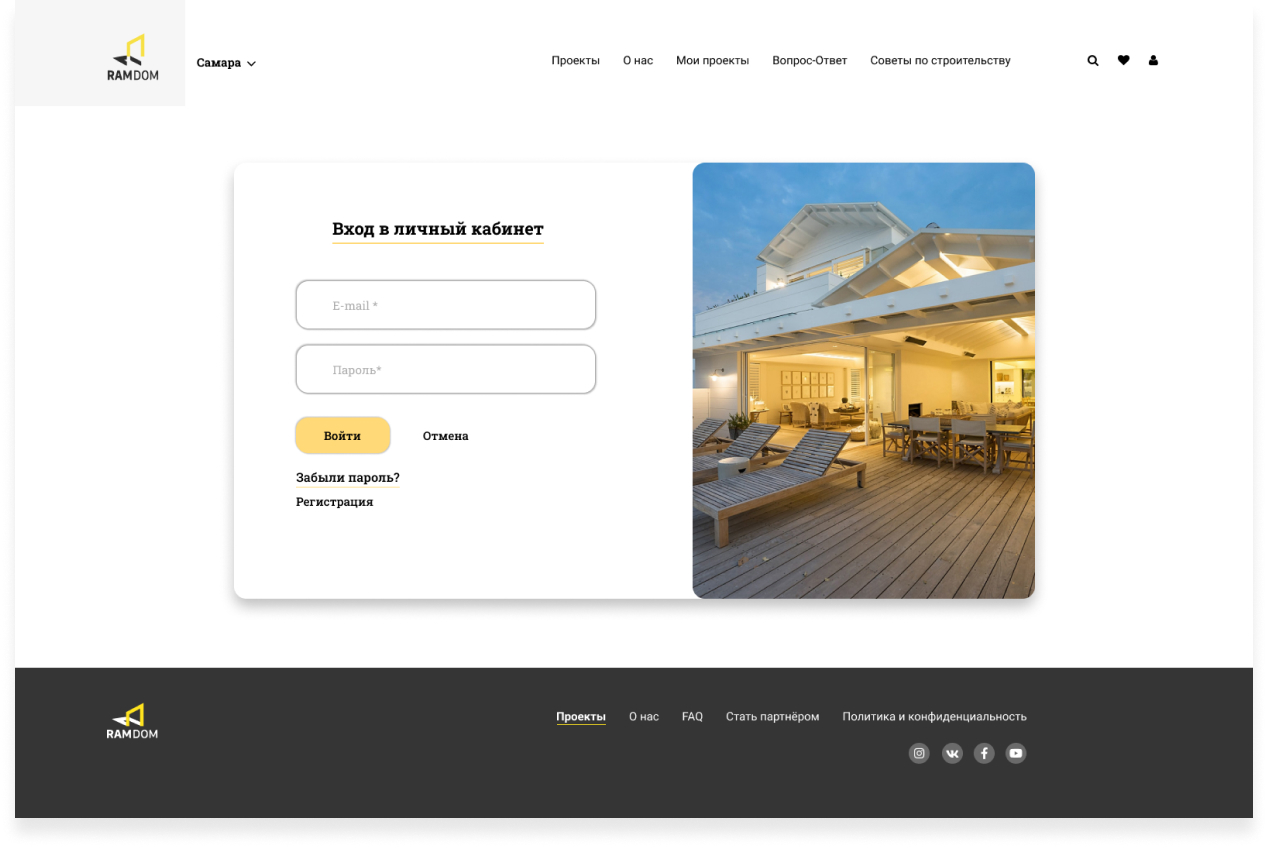 RAMDOM
Самара
Проекты О нас Мои проекты Вопрос-Ответ Советы по строительству
Вход в личный кабинет
E-mail *
Пароль*
Войти Отмена
Забыли пароль?
Регистрация
RAMDOM
Проекты О нас FAQ Стать партнёром Политика и конфиденциальность